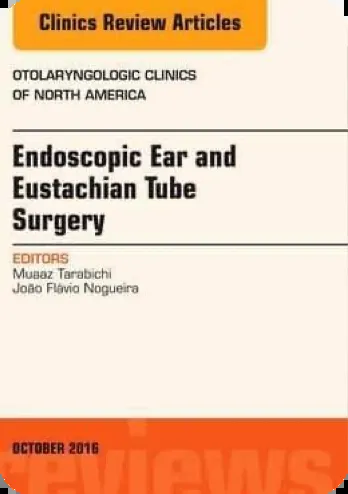 Clinics Review Articles
OTOLARYNGOLOGIC CLINICS
OF NORTH AMERICA
Endoscopic Ear and
Eustachian Tube
Surgery
EDITORS
Muaaz Tarabichi
João Flávio Nogueira
OCTOBER 2016
reviews